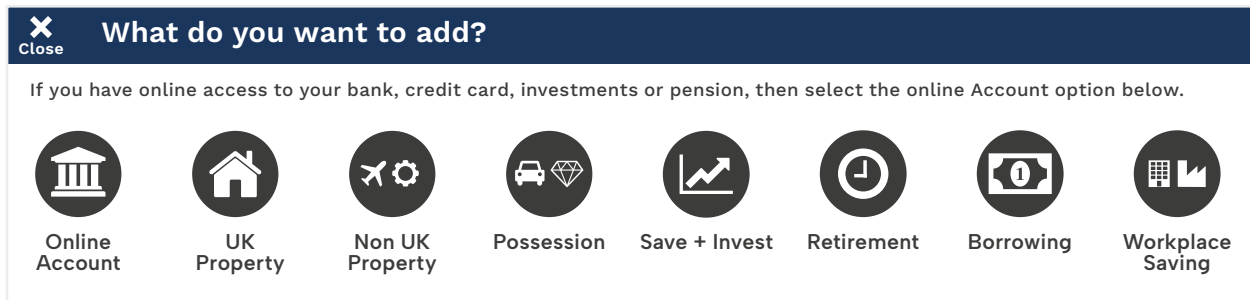 What do you want to add?
Close
If you have online access to your bank, credit card, investments or pension, then select the online Account option below.
1
Online
Account
UK
Property
Non UK
Property
Possession
Save + Invest
Retirement
Borrowing
Workplace
Saving